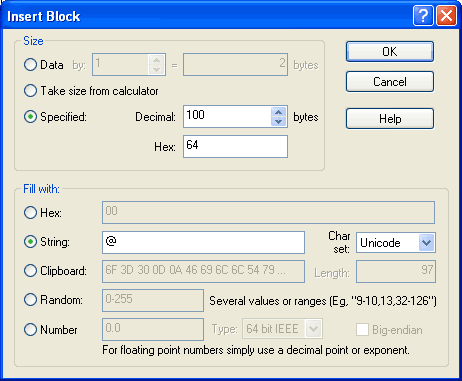 Insert Block
Size
Data by: 1 = 2 bytes
Take size from calculator
Specified: Decimal: 100 bytes
Hex: 64
OK
Cancel
Help
Fill with:
Hex: 00
String: @ Char set: Unicode
Clipboard: 6F 3D 30 0D 0A 46 69 6C 6C 54 79 ... Length: 97
Random: 0-255 Several values or ranges (Eg, "9-10,13,32-126")
Number 0.0 Type: 64 bit IEEE Big-endian
For floating point numbers simply use a decimal point or exponent.